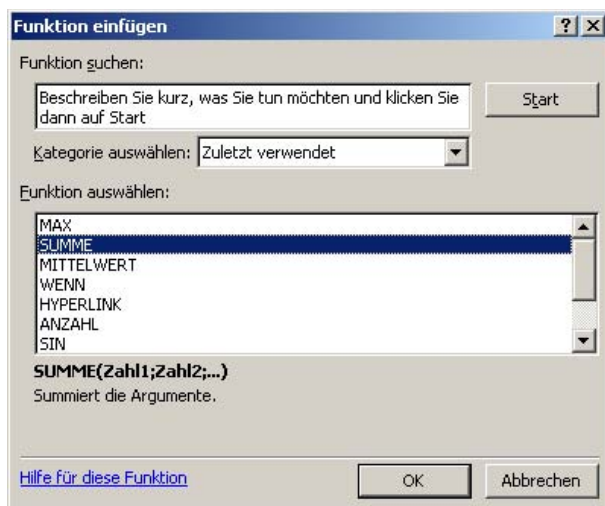 Funktion einfügen
Funktion suchen:
Beschreiben Sie kurz, was Sie tun möchten und klicken Sie
dann auf Start
Start
Kategorie auswählen: Zuletzt verwendet
Funktion auswählen:
MAX
SUMME
MITTELWERT
WENN
HYPERLINK
ANZAHL
SIN
SUMME(Zahl1;Zahl2;...)
Summiert die Argumente.
Hilfe für diese Funktion
OK
Abbrechen